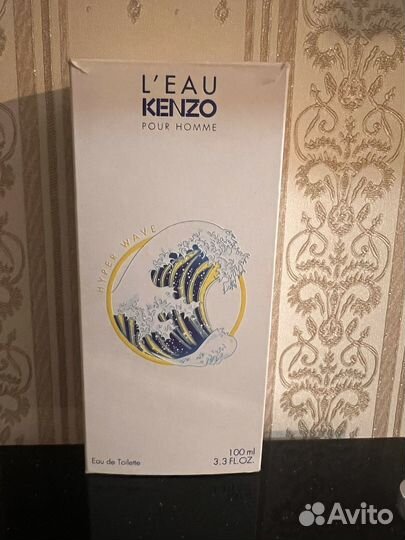 L'EAU
KENZO
POUR HOMME
HYPER WAVE
100 ml
Eau de Toilette 3.3 FL.OZ.
Avito